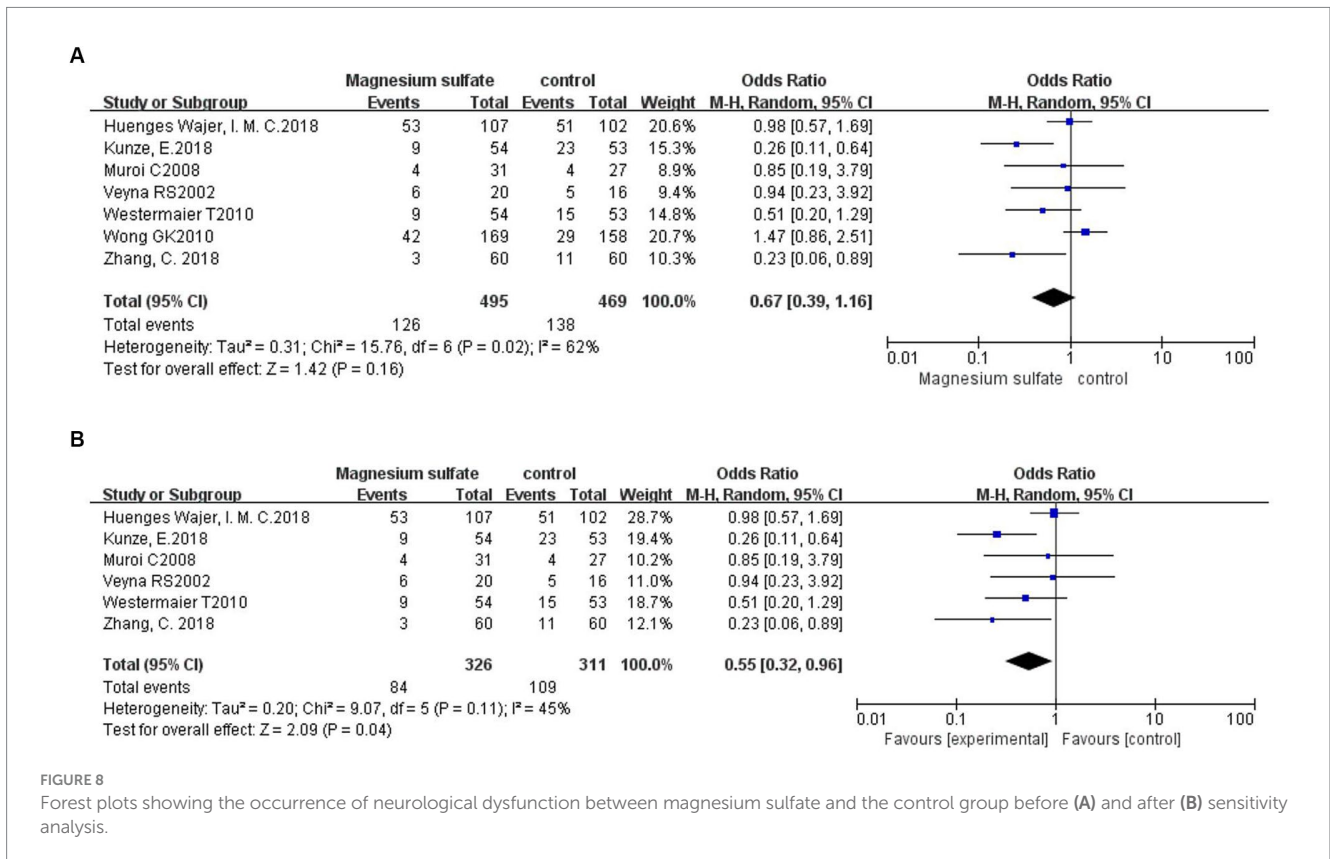 A
Magnesium sulfate control Odds Ratio Odds Ratio
Study or Subgroup Events Total Events Total Weight M-H, Random, 95% CI M-H, Random, 95% CI
Huenges Wajer, I. M. C.2018 53 107 51 102 20.6% 0.98 [0.57, 1.69]
Kunze, E.2018 9 54 23 53 15.3% 0.26 [0.11, 0.64]
Muroi C2008 4 31 4 27 8.9% 0.85 [0.19, 3.79]
Veyna RS2002 6 20 5 16 9.4% 0.94 [0.23, 3.92]
Westermaier T2010 9 54 15 53 14.8% 0.51 [0.20, 1.29]
Wong GK2010 42 169 29 158 20.7% 1.47 [0.86, 2.51]
Zhang, C. 2018 3 60 11 60 10.3% 0.23 [0.06, 0.89]
Total (95% CI) 495 469 100.0% 0.67 [0.39, 1.16]
Total events 126 138
Heterogeneity: Tau² = 0.31; Chi² = 15.76, df = 6 (P = 0.02); I² = 62%
Test for overall effect: Z = 1.42 (P = 0.16)
0.01 0.1 1 10 100
Magnesium sulfate control
B
Magnesium sulfate control Odds Ratio Odds Ratio
Study or Subgroup Events Total Events Total Weight M-H, Random, 95% CI M-H, Random, 95% CI
Huenges Wajer, I. M. C.2018 53 107 51 102 28.7% 0.98 [0.57, 1.69]
Kunze, E.2018 9 54 23 53 19.4% 0.26 [0.11, 0.64]
Muroi C2008 4 31 4 27 10.2% 0.85 [0.19, 3.79]
Veyna RS2002 6 20 5 16 11.0% 0.94 [0.23, 3.92]
Westermaier T2010 9 54 15 53 18.7% 0.51 [0.20, 1.29]
Zhang, C. 2018 3 60 11 60 12.1% 0.23 [0.06, 0.89]
Total (95% CI) 326 311 100.0% 0.55 [0.32, 0.96]
Total events 84 109
Heterogeneity: Tau² = 0.20; Chi² = 9.07, df = 5 (P = 0.11); I² = 45%
Test for overall effect: Z = 2.09 (P = 0.04)
0.01 0.1 1 10 100
Favours [experimental] Favours [control]
FIGURE 8
Forest plots showing the occurrence of neurological dysfunction between magnesium sulfate and the control group before (A) and after (B) sensitivity
analysis.